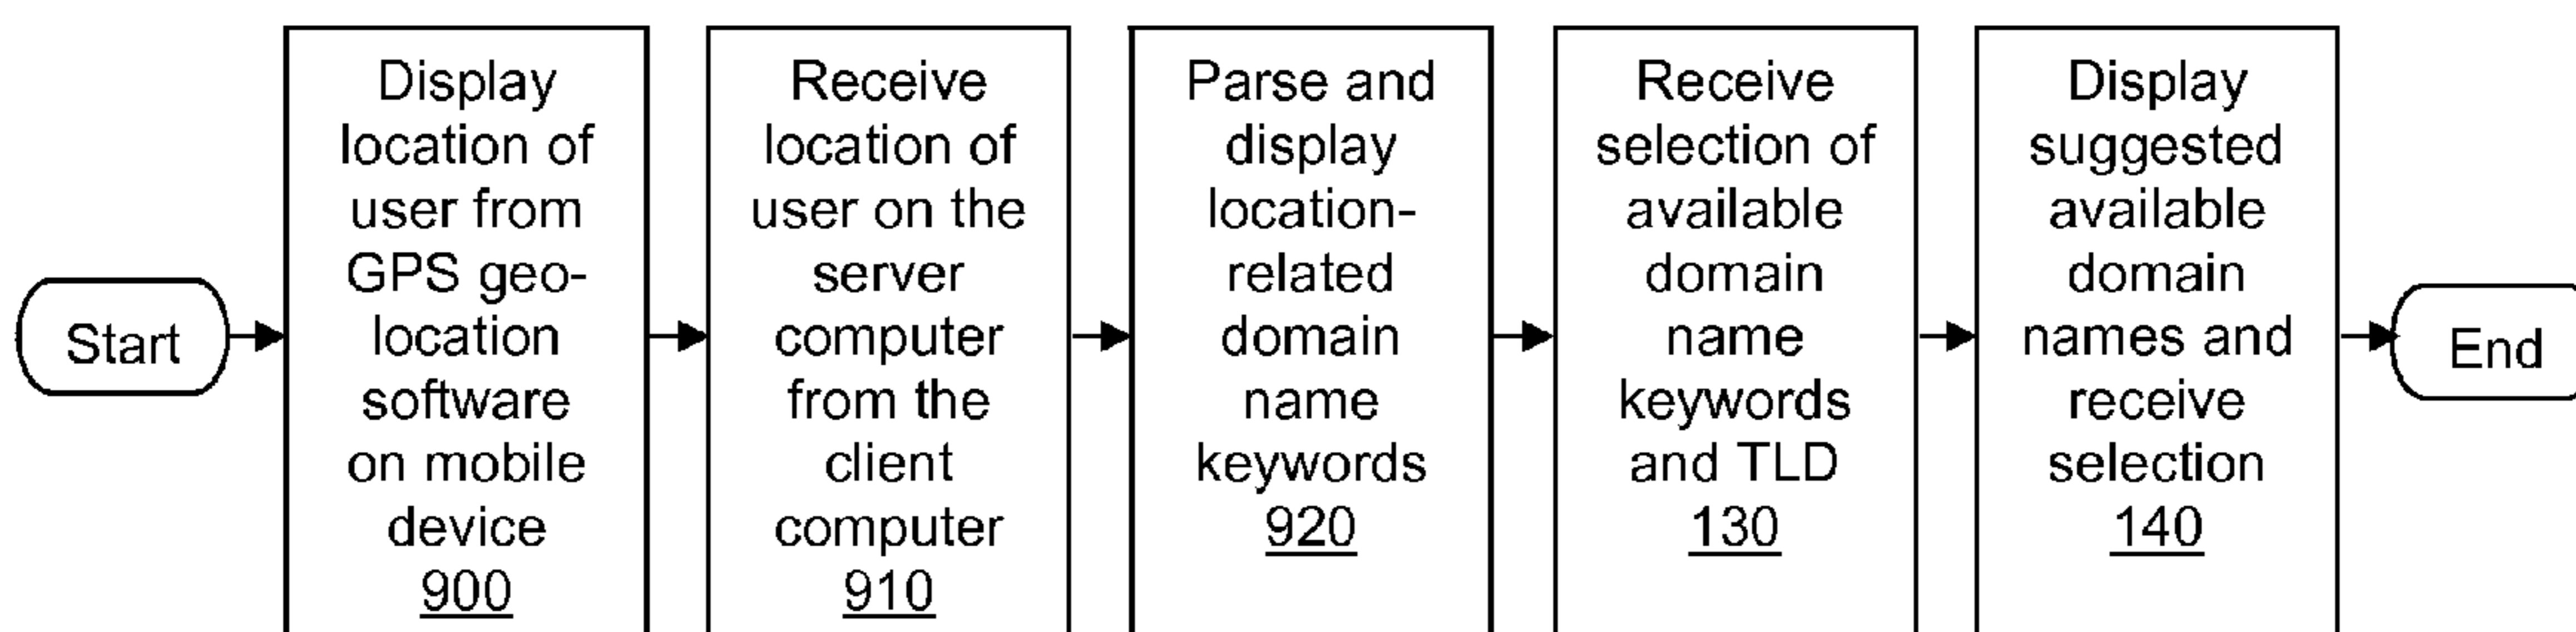 Start
Display
location of
user from
GPS geo-
location
software
on mobile
device
900
Receive
location of
user on the
server
computer
from the
client
computer
910
Parse and
display
location-
related
domain
name
keywords
920
Receive
selection of
available
domain
name
keywords
and TLD
130
Display
suggested
available
domain
names and
receive
selection
140
End